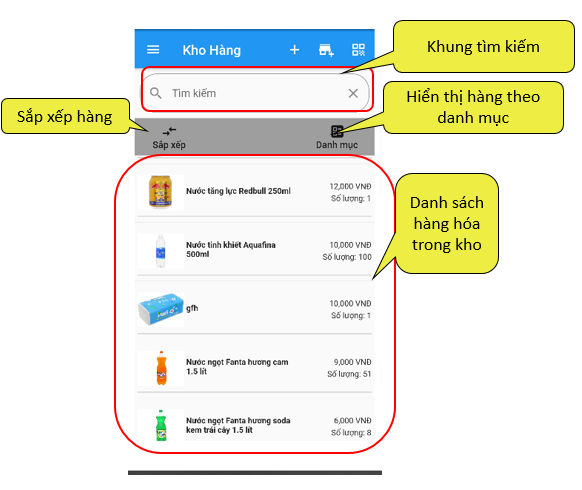 Kho Hàng
Khung tìm kiếm
Tìm kiếm
Hiển thị hàng theo
danh mục
Sắp xếp hàng
Sắp xếp
Danh mục
Nước tăng lực Redbull 250ml
12,000 VNĐ
Số lượng: 1
Danh sách
hàng hóa
trong kho
Nước tinh khiết Aquafina
500ml
10,000 VNĐ
Số lượng: 100
gfh
10,000 VNĐ
Số lượng: 1
Nước ngọt Fanta hương cam
1.5 lít
9,000 VNĐ
Số lượng: 51
Nước ngọt Fanta hương soda
kem trái cây 1.5 lít
6,000 VNĐ
Số lượng: 8